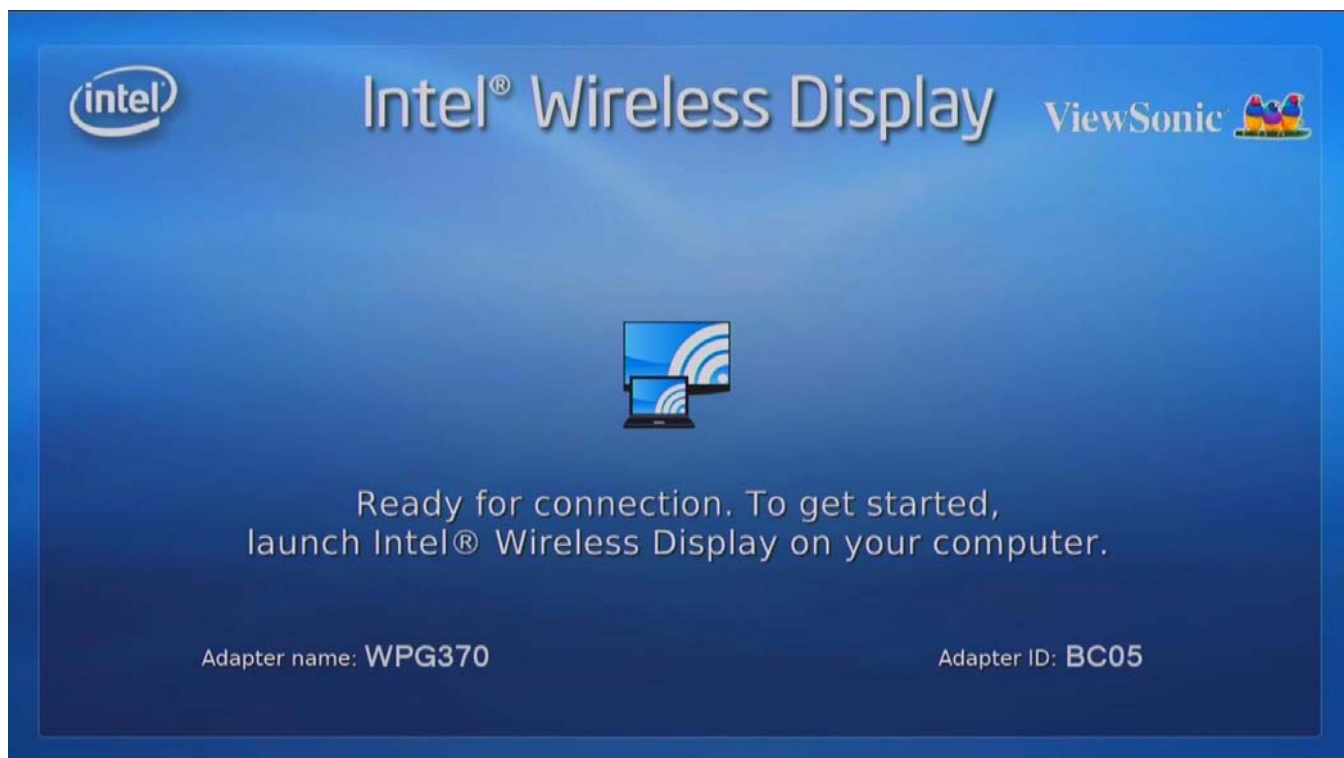 intel
Intel® Wireless Display
ViewSonic
Ready for connection. To get started,
launch Intel® Wireless Display on your computer.
Adapter name: WPG370
Adapter ID: BC05